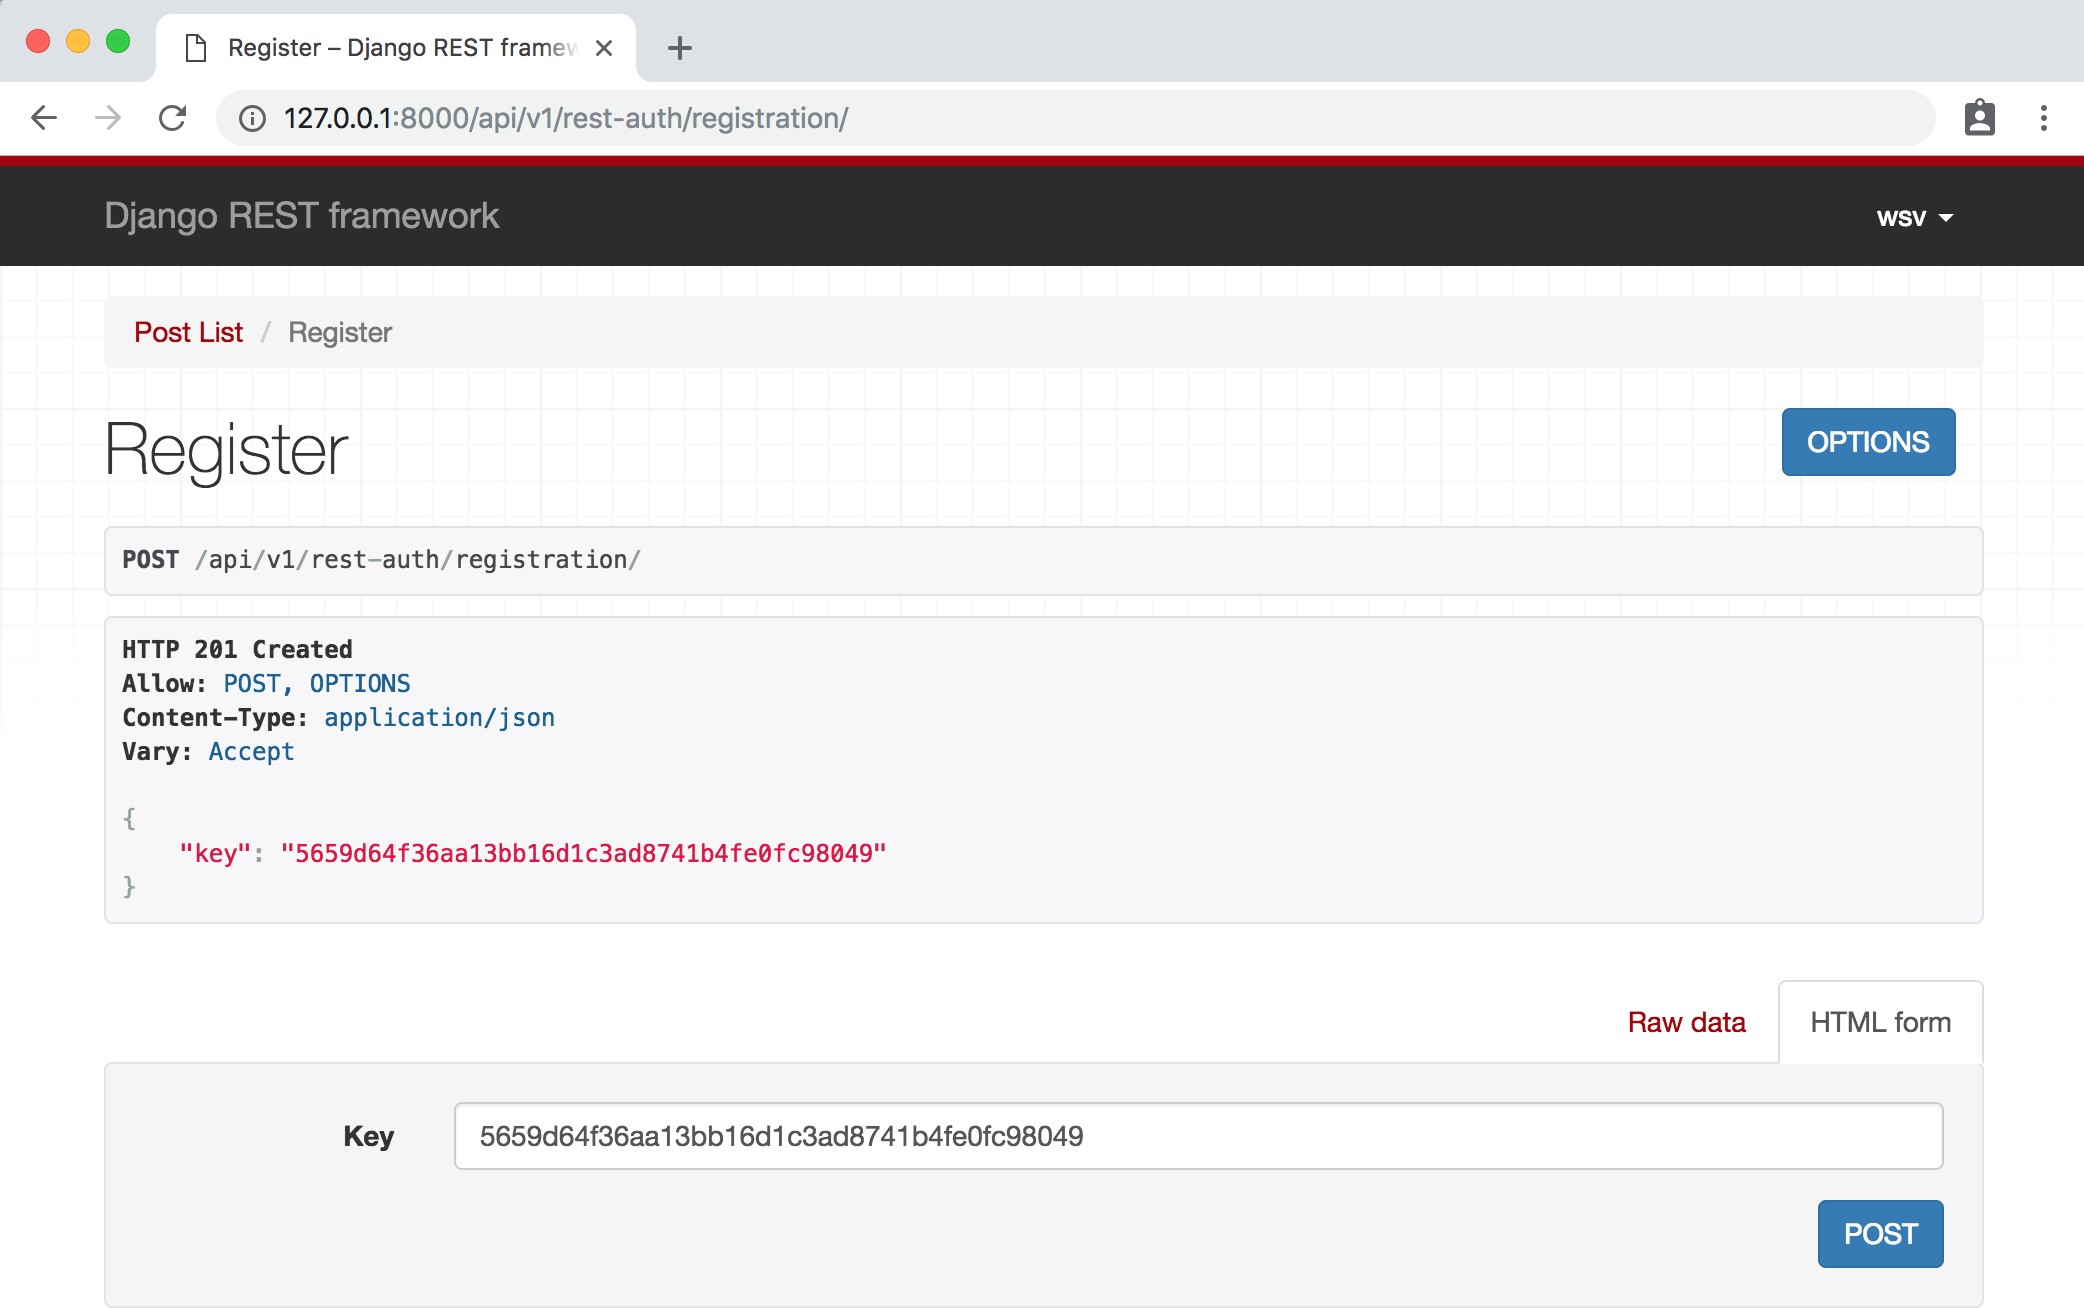 Register – Django REST framew
127.0.0.1:8000/api/v1/rest-auth/registration/
Django REST framework
wsv
Post List / Register
Register
OPTIONS
POST /api/v1/rest-auth/registration/
HTTP 201 Created
Allow: POST, OPTIONS
Content-Type: application/json
Vary: Accept
{
"key": "5659d64f36aa13bb16d1c3ad8741b4fe0fc98049"
}
Raw data
HTML form
Key
5659d64f36aa13bb16d1c3ad8741b4fe0fc98049
POST